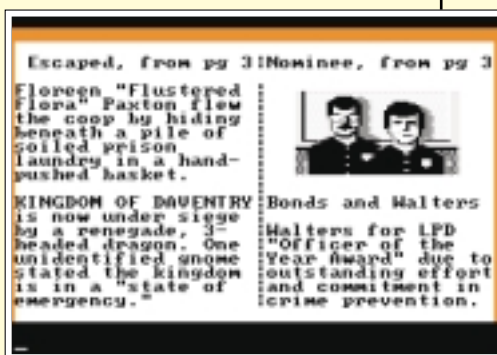 Escaped, from pg 3
Floreen "Flustered
Flora" Paxton flew
the coop by hiding
beneath a pile of
soiled prison
laundry in a hand-
pushed basket.
KINGDOM OF DAVENTRY
is now under siege
by a renegade, 3-
headed dragon. One
unidentified gnome
stated the kingdom
is in a "state of
emergency."
Nominee, from pg 3
Bonds and Walters
Walters for LPD
"Officer of the
Year Award" due to
outstanding effort
and commitment in
crime prevention.